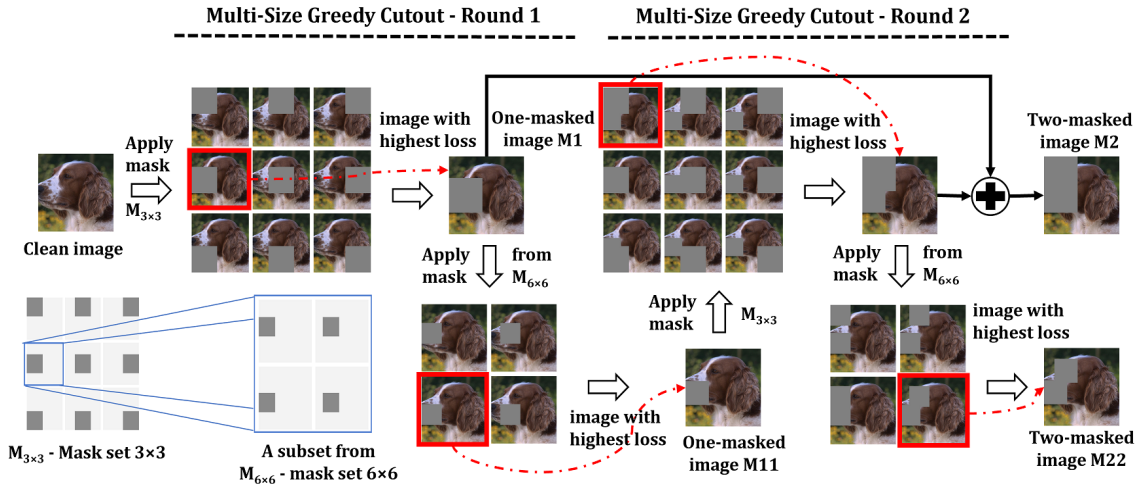 Multi-Size Greedy Cutout - Round 1
Multi-Size Greedy Cutout - Round 2
Apply
mask
M3×3
Clean image
image with
highest loss
One-masked
image M1
image with
highest loss
Two-masked
image M2
Apply
mask
from
M6×6
Apply
mask
M3×3
Apply
mask
from
M6×6
image with
highest loss
image with
highest loss
M3×3 - Mask set 3×3
A subset from
M6×6 - mask set 6×6
One-masked
image M11
Two-masked
image M22